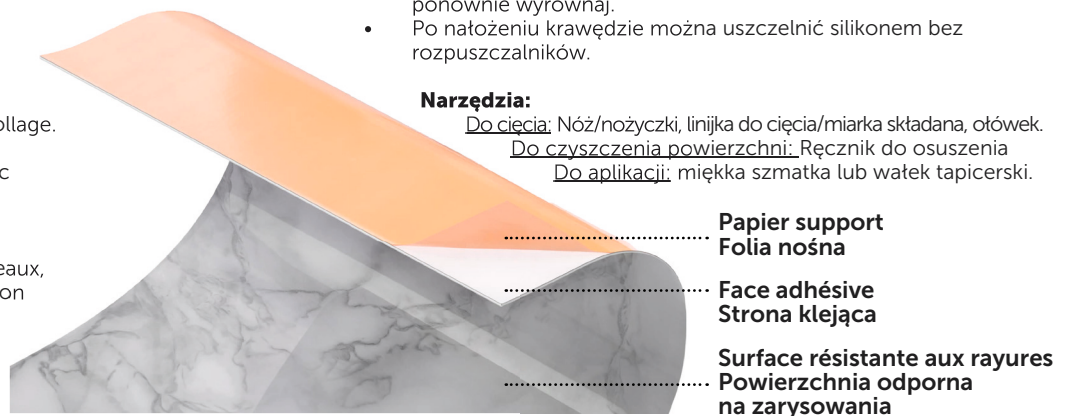 ponownie wyrównaj.
• Po nałożeniu krawędzie można uszczelnić silikonem bez
rozpuszczalników.
Narzędzia:
Do cięcia: Nóż/nożyczki, linijka do cięcia/miarka składana, ołówek.
Do czyszczenia powierzchni: Ręcznik do osuszenia
Do aplikacji: miękka szmatka lub wałek tapicerski.
ollage.
c
eaux,
on
Papier support
Folia nośna
Face adhésive
Strona klejąca
Surface résistante aux rayures
Powierzchnia odporna
na zarysowania